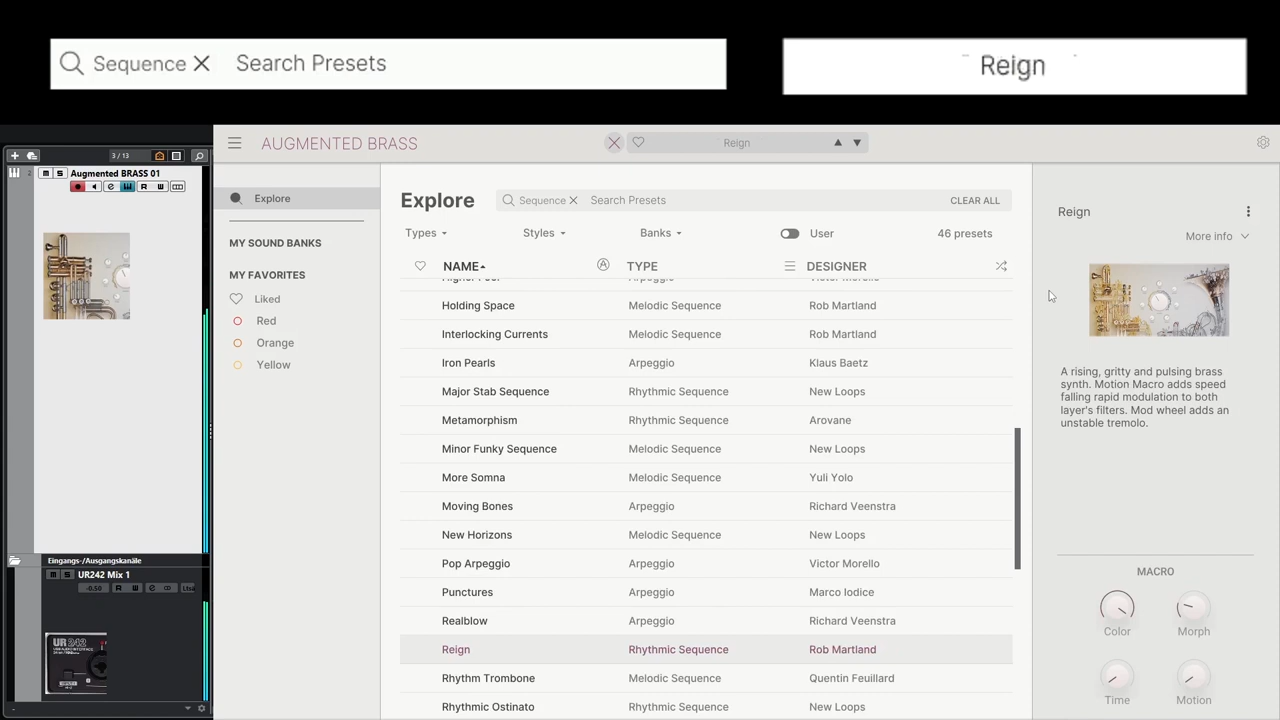 Sequence Search Presets
Reign
AUGMENTED BRASS
Reign
3 / 13
2 M S Augmented BRASS 01
R W
Explore
Explore
Sequence Search Presets CLEAR ALL
Types
Styles
Banks
User
46 presets
MY SOUND BANKS
MY FAVORITES
Liked
Red
Orange
Yellow
NAME TYPE DESIGNER
Holding Space Melodic Sequence Rob Martland
Interlocking Currents Melodic Sequence Rob Martland
Iron Pearls Arpeggio Klaus Baetz
Major Stab Sequence Rhythmic Sequence New Loops
Metamorphism Rhythmic Sequence Arovane
Minor Funky Sequence Melodic Sequence New Loops
More Somna Melodic Sequence Yuli Yolo
Moving Bones Arpeggio Richard Veenstra
New Horizons Melodic Sequence New Loops
Pop Arpeggio Arpeggio Victor Morello
Punctures Arpeggio Marco Iodice
Realblow Arpeggio Richard Veenstra
Reign Rhythmic Sequence Rob Martland
Rhythm Trombone Melodic Sequence Quentin Feuillard
Rhythmic Ostinato Rhythmic Sequence New Loops
Reign
More info
A rising, gritty and pulsing brass
synth. Motion Macro adds speed
falling rapid modulation to both
layer's filters. Mod wheel adds an
unstable tremolo.
MACRO
Color
Morph
Time
Motion
Eingangs-/Ausgangskanäle
M S UR242 Mix 1
-0.58 R W
UR242